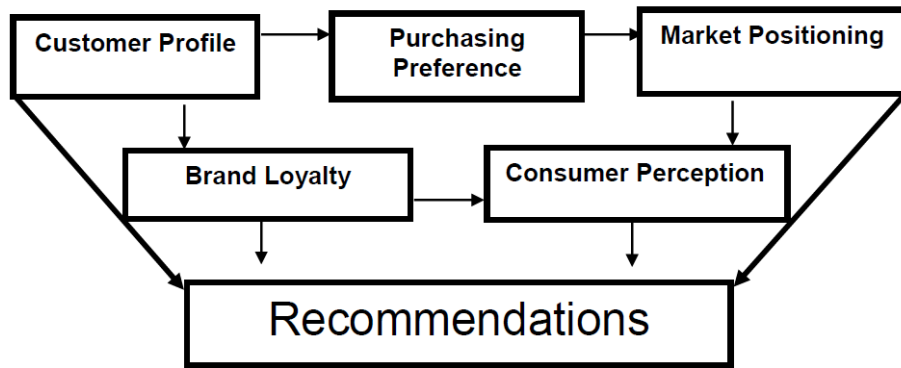 Customer Profile
Purchasing
Preference
Market Positioning
Brand Loyalty
Consumer Perception
Recommendations